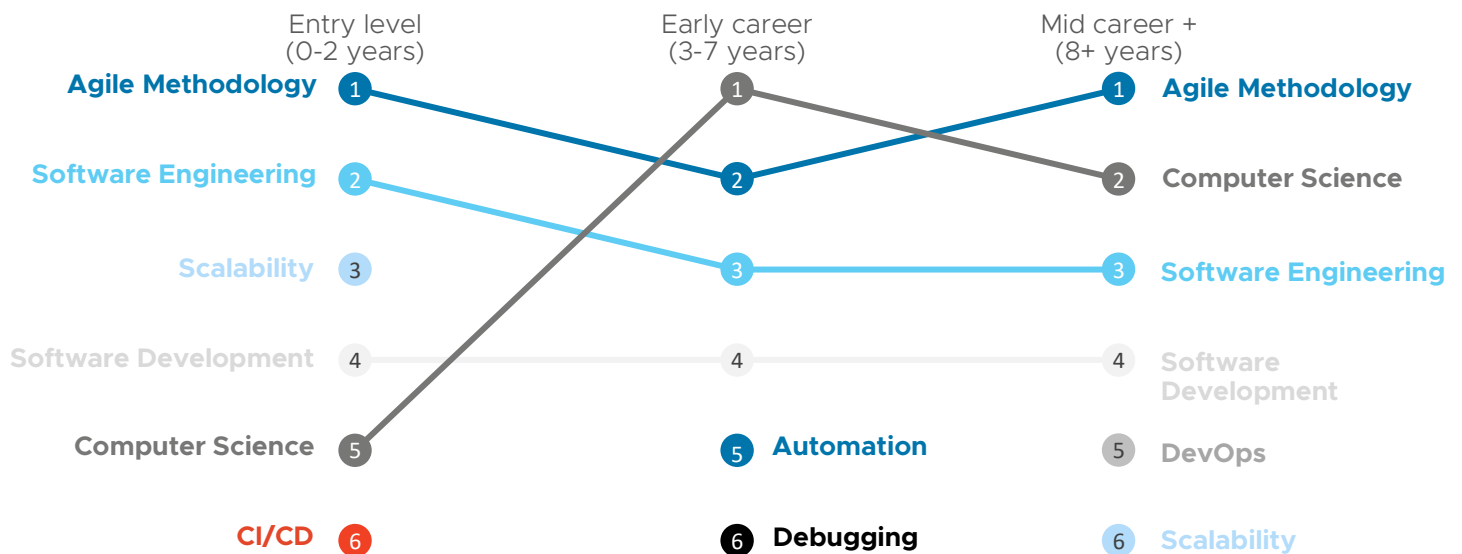 Entry level
(0-2 years)
Early career
(3-7 years)
Mid career +
(8+ years)
Agile Methodology 1 1 1 Agile Methodology
Software Engineering 2 2 2 Computer Science
Scalability 3 3 3 Software Engineering
Software Development 4 4 4 Software
Development
Computer Science 5 5 Automation 5 DevOps
CI/CD 6 6 Debugging 6 Scalability